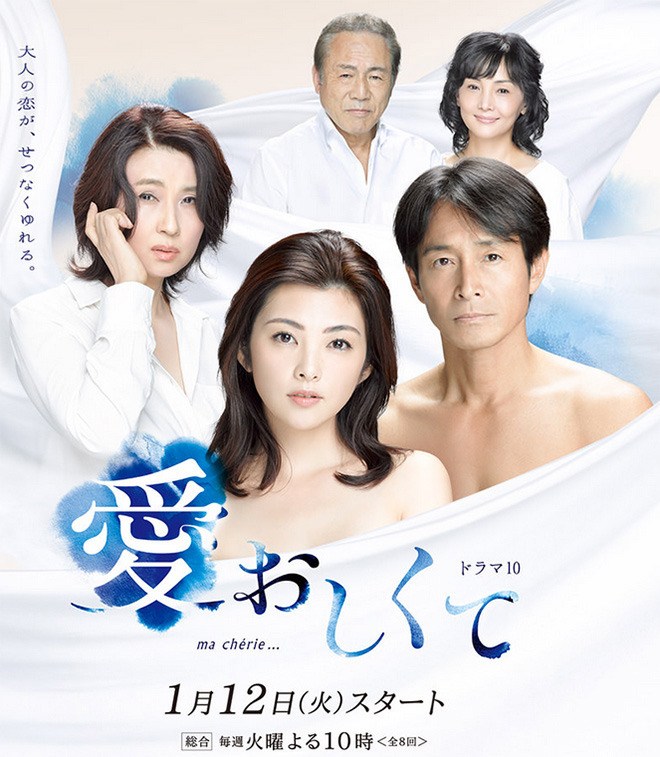 大人の恋が、せつなくゆれる。
愛おしくて
ドラマ10
ma chérie...
1月12日(火)スタート
総合 毎週火曜よる10時<全8回>